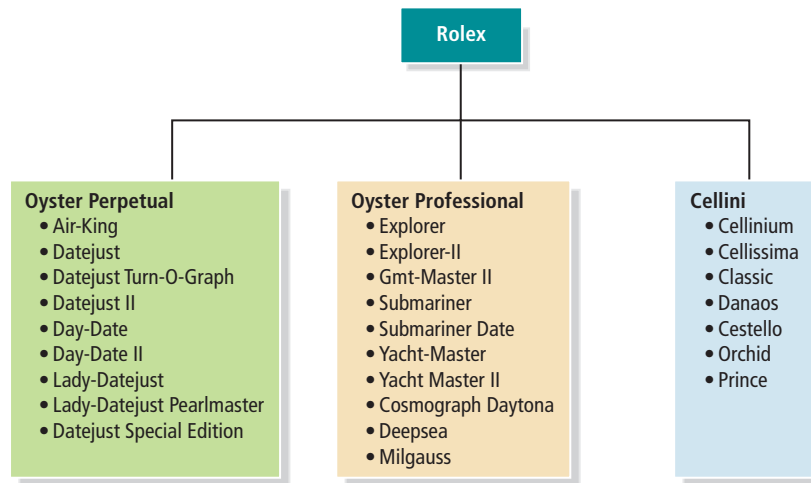 Rolex
Oyster Perpetual
• Air-King
• Datejust
• Datejust Turn-O-Graph
• Datejust II
• Day-Date
• Day-Date II
• Lady-Datejust
• Lady-Datejust Pearlmaster
• Datejust Special Edition
Oyster Professional
• Explorer
• Explorer-II
• Gmt-Master II
• Submariner
• Submariner Date
• Yacht-Master
• Yacht Master II
• Cosmograph Daytona
• Deepsea
• Milgauss
Cellini
• Cellinium
• Cellissima
• Classic
• Danaos
• Cestello
• Orchid
• Prince